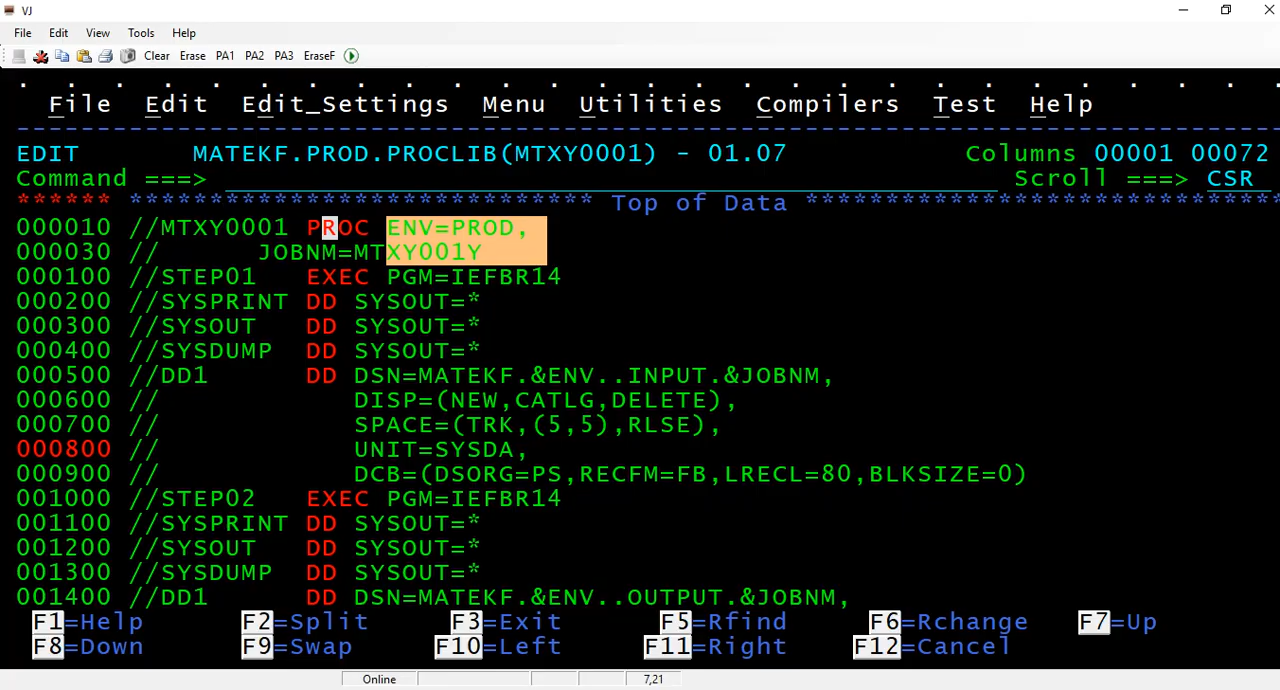 VJ
File Edit View Tools Help
Clear Erase PA1 PA2 PA3 EraseF
File Edit Edit_Settings Menu Utilities Compilers Test Help
EDIT MATEKF.PROD.PROCLIB(MTXY0001) - 01.07 Columns 00001 00072
Command ===> Scroll ===> CSR
****** ***************************** Top of Data ******************************
000010 //MTXY0001 PROC ENV=PROD,
000030 // JOBNM=MTXY001Y
000100 //STEP01 EXEC PGM=IEFBR14
000200 //SYSPRINT DD SYSOUT=*
000300 //SYSOUT DD SYSOUT=*
000400 //SYSDUMP DD SYSOUT=*
000500 //DD1 DD DSN=MATEKF.&ENV..INPUT.&JOBNM,
000600 // DISP=(NEW,CATLG,DELETE),
000700 // SPACE=(TRK,(5,5),RLSE),
000800 // UNIT=SYSDA,
000900 // DCB=(DSORG=PS,RECFM=FB,LRECL=80,BLKSIZE=0)
001000 //STEP02 EXEC PGM=IEFBR14
001100 //SYSPRINT DD SYSOUT=*
001200 //SYSOUT DD SYSOUT=*
001300 //SYSDUMP DD SYSOUT=*
001400 //DD1 DD DSN=MATEKF.&ENV..OUTPUT.&JOBNM,
F1=Help F2=Split F3=Exit F5=Rfind F6=Rchange F7=Up
F8=Down F9=Swap F10=Left F11=Right F12=Cancel
Online 7,21